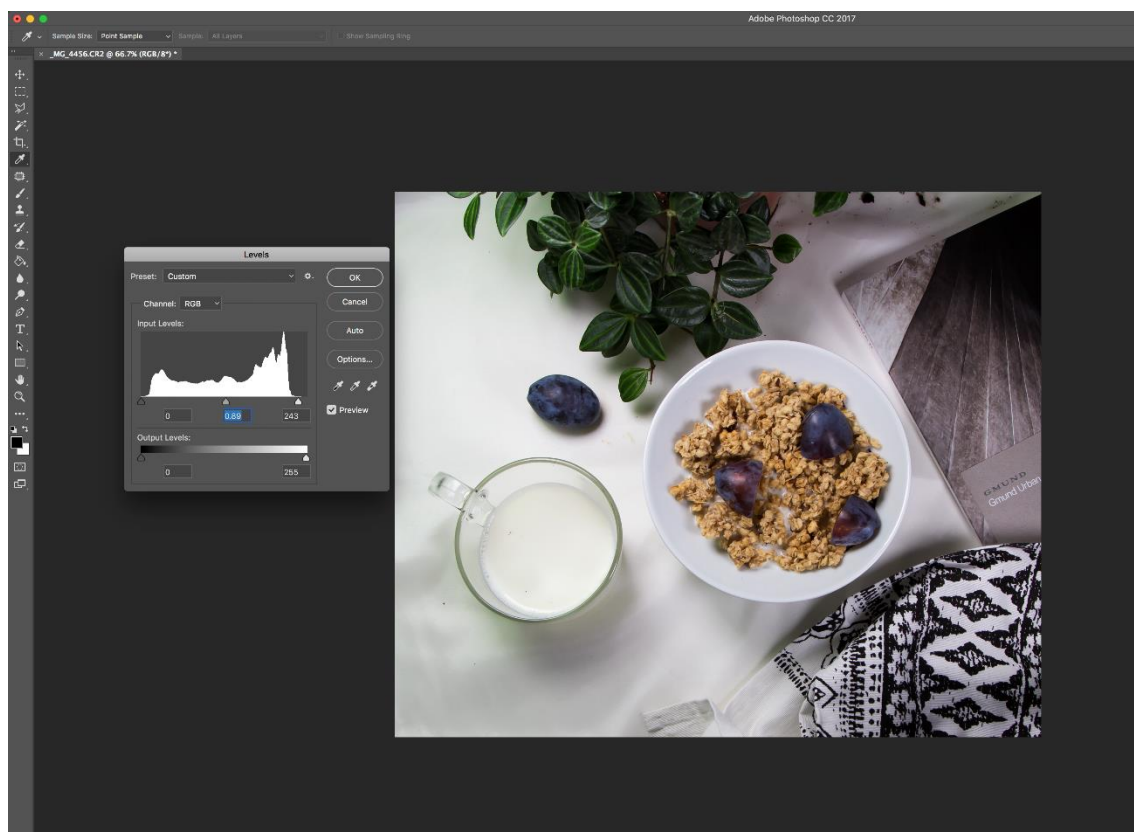 Adobe Photoshop CC 2017
Sample Size: Point Sample Sample: All Layers Show Sampling Ring
× _MG_4456.CR2 @ 66.7% (RGB/8*) *
Levels
Preset: Custom
OK
Channel: RGB
Cancel
Input Levels:
Auto
Options...
Preview
0 0.89 243
Output Levels:
0 255
GMUND
Gmund Urban